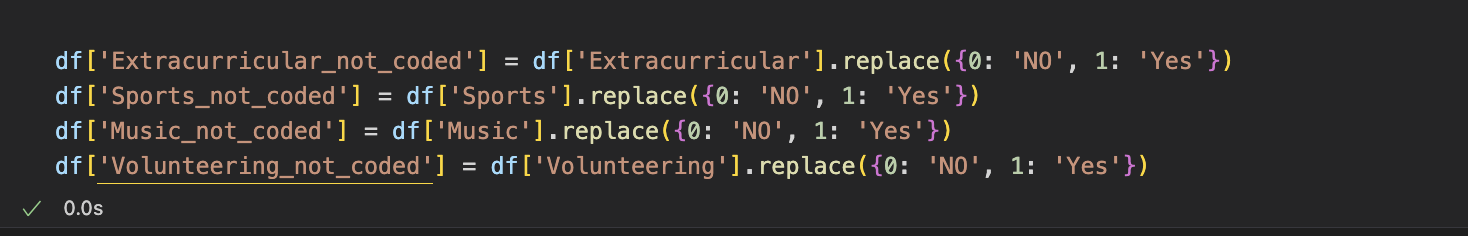 df['Extracurricular_not_coded'] = df['Extracurricular'].replace({0: 'NO', 1: 'Yes'})
df['Sports_not_coded'] = df['Sports'].replace({0: 'NO', 1: 'Yes'})
df['Music_not_coded'] = df['Music'].replace({0: 'NO', 1: 'Yes'})
df['Volunteering_not_coded'] = df['Volunteering'].replace({0: 'NO', 1: 'Yes'})
0.0s